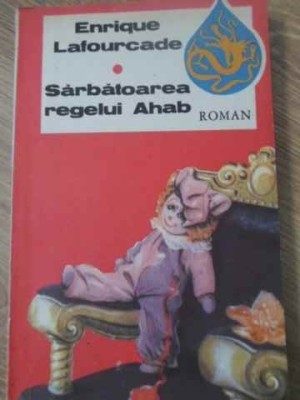 Enrique
Lafourcade
Sărbătoarea
regelui Ahab
ROMAN